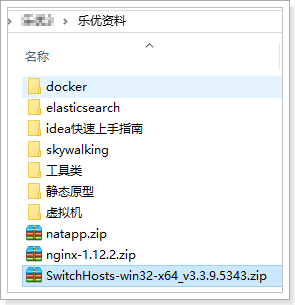 乐优资料
名称
docker
elasticsearch
idea快速上手指南
skywalking
工具类
静态原型
虚拟机
natapp.zip
nginx-1.12.2.zip
SwitchHosts-win32-x64_v3.3.9.5343.zip